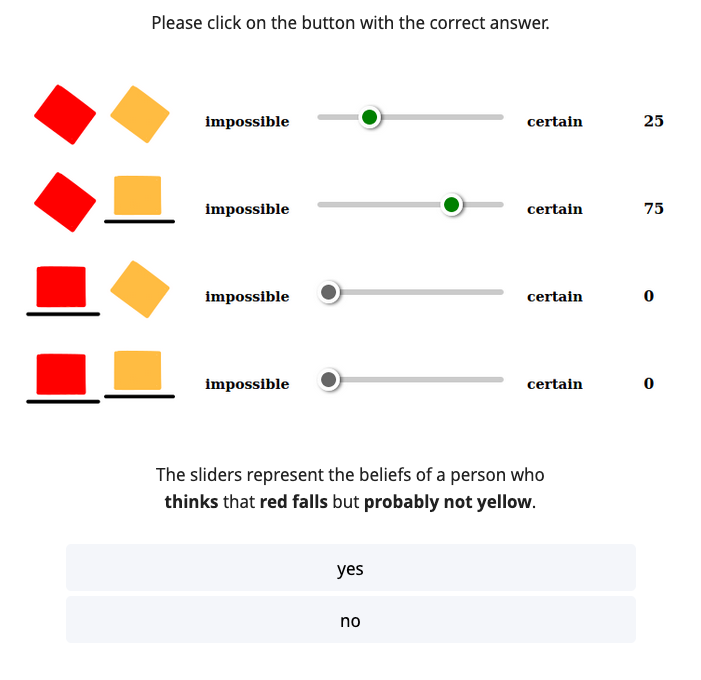 Please click on the button with the correct answer.
impossible certain 25
impossible certain 75
impossible certain 0
impossible certain 0
The sliders represent the beliefs of a person who
thinks that red falls but probably not yellow.
yes
no